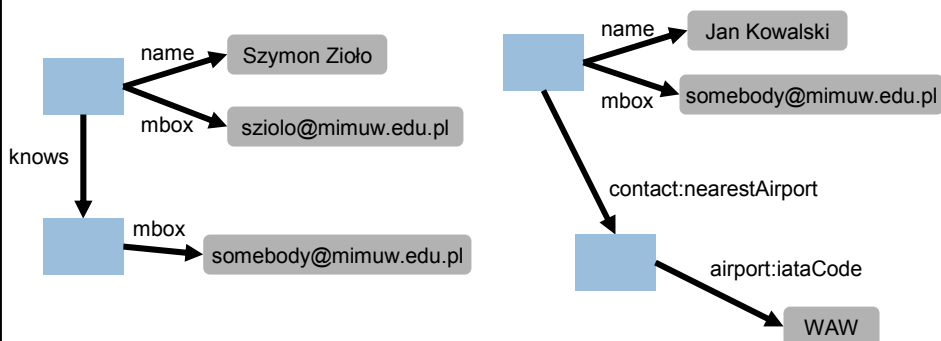 name
Szymon Zioło
mbox
sziolo@mimuw.edu.pl
knows
mbox
somebody@mimuw.edu.pl
name
Jan Kowalski
mbox
somebody@mimuw.edu.pl
contact:nearestAirport
airport:iataCode
WAW